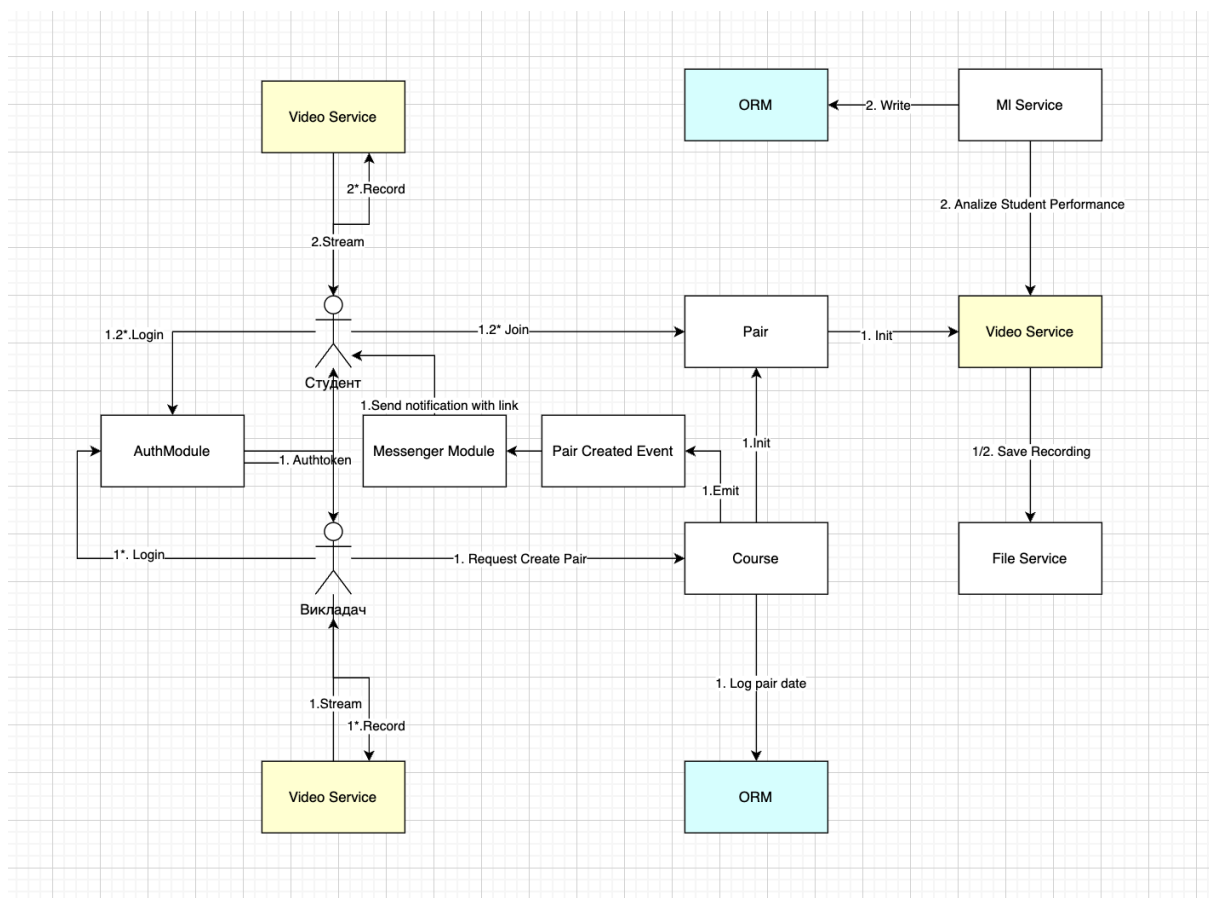 Video Service
ORM
2. Write
MI Service
2*.Record
2. Analize Student Performance
2.Stream
1.2*.Login
1.2* Join
Pair
1. Init
Video Service
Студент
1.Send notification with link
AuthModule
1. Authtoken
Messenger Module
Pair Created Event
1.Init
1/2. Save Recording
1.Emit
1*. Login
1. Request Create Pair
Course
File Service
Викладач
1. Log pair date
1.Stream
1*.Record
Video Service
ORM